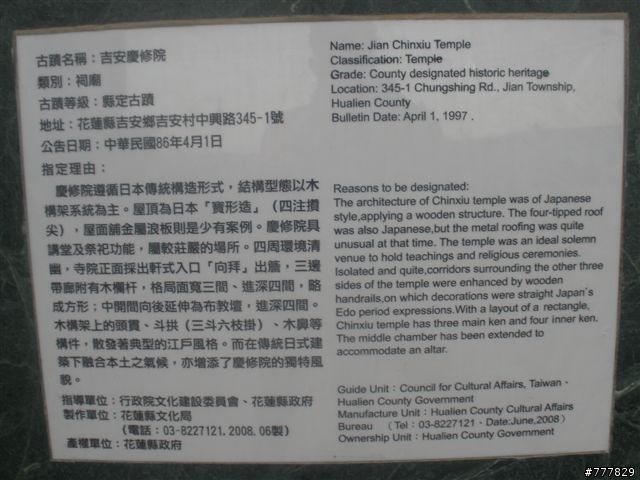 古蹟名稱：吉安慶修院
類別：祠廟
古蹟等級：縣定古蹟
地址：花蓮縣吉安鄉吉安村中興路345-1號
公告日期：中華民國86年4月1日
指定理由：
慶修院遵循日本傳統構造形式，結構型態以木
構架系統為主。屋頂為日本「寶形造」（四注攢
尖），屋面舖金屬浪板則是少有案例。慶修院具
講堂及祭祀功能，屬較莊嚴的場所。四周環境清
幽，寺院正面採出軒式入口「向拜」出簷，三邊
帶廊附有木欄杆，格局面寬三間、進深四間，略
成方形；中開間向後延伸為布教壇，進深四間。
木構架上的頭貫、斗拱（三斗六枝掛）、木鼻等
構件，散發著典型的江戶風格。而在傳統日式建
築下融合本土之氣候，亦增添了慶修院的獨特風
貌。
指導單位：行政院文化建設委員會、花蓮縣政府
製作單位：花蓮縣文化局
（電話：03-8227121.2008.06製）
產權單位：花蓮縣政府
Name: Jian Chinxiu Temple
Classification: Temple
Grade: County designated historic heritage
Location: 345-1 Chungshing Rd., Jian Township,
Hualien County
Bulletin Date: April 1, 1997 .
Reasons to be designated:
The architecture of Chinxiu temple was of Japanese
style,applying a wooden structure. The four-tipped roof
was also Japanese,but the metal roofing was quite
unusual at that time. The temple was an ideal solemn
venue to hold teachings and religious ceremonies.
Isolated and quite,corridors surrounding the other three
sides of the temple were enhanced by wooden
handrails,on which decorations were straight Japan's
Edo period expressions.With a layout of a rectangle,
Chinxiu temple has three main ken and four inner ken.
The middle chamber has been extended to
accommodate an altar.
Guide Unit : Council for Cultural Affairs, Taiwan、
Hualien County Government
Manufacture Unit : Hualien County Cultural Affairs
Bureau （Tel：03-8227121、Date:June,2008）
Ownership Unit : Hualien County Government
#777829